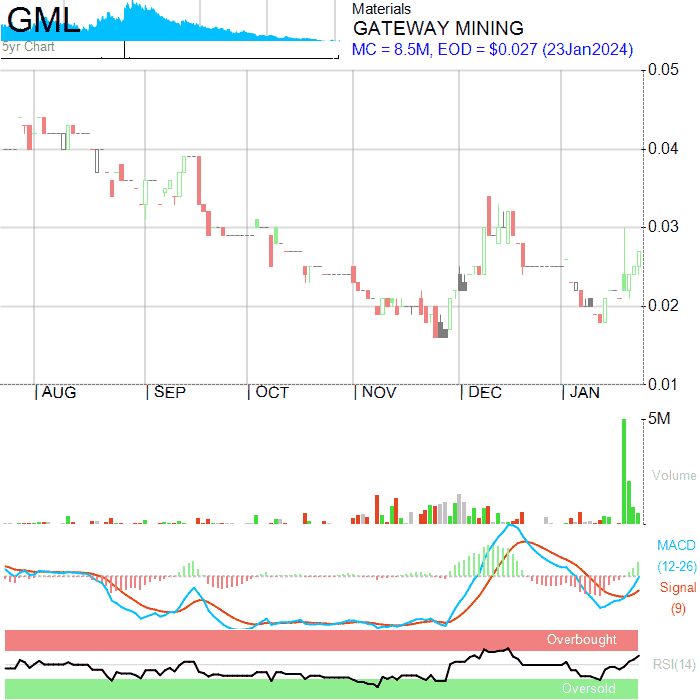 GML
Materials
GATEWAY MINING
5yr Chart
MC = 8.5M, EOD = $0.027 (23Jan2024)
0.05
0.04
0.03
0.02
0.01
AUG SEP OCT NOV DEC JAN
5M
Volume
MACD
(12-26)
Signal
(9)
Overbought
RSI(14)
Oversold